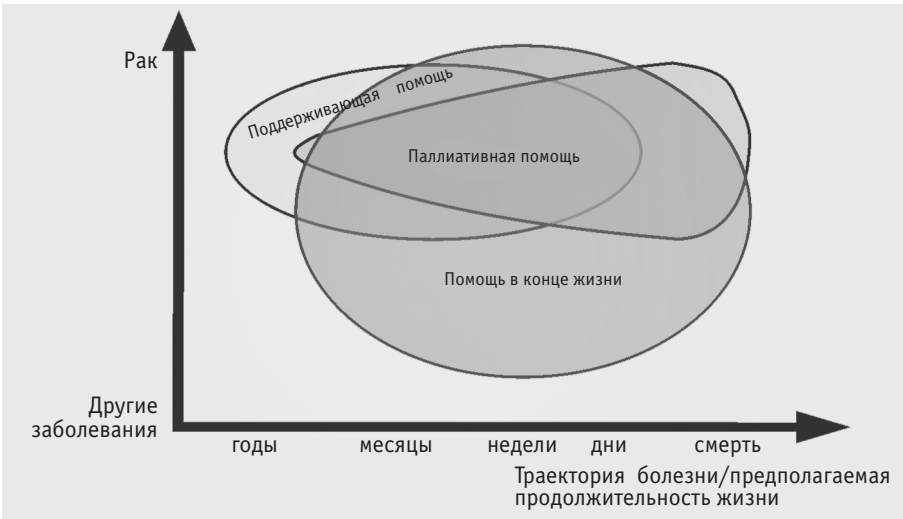 Рак
Поддерживающая помощь
Паллиативная помощь
Помощь в конце жизни
Другие
заболевания
годы месяцы недели дни смерть
Траектория болезни/предполагаемая
продолжительность жизни